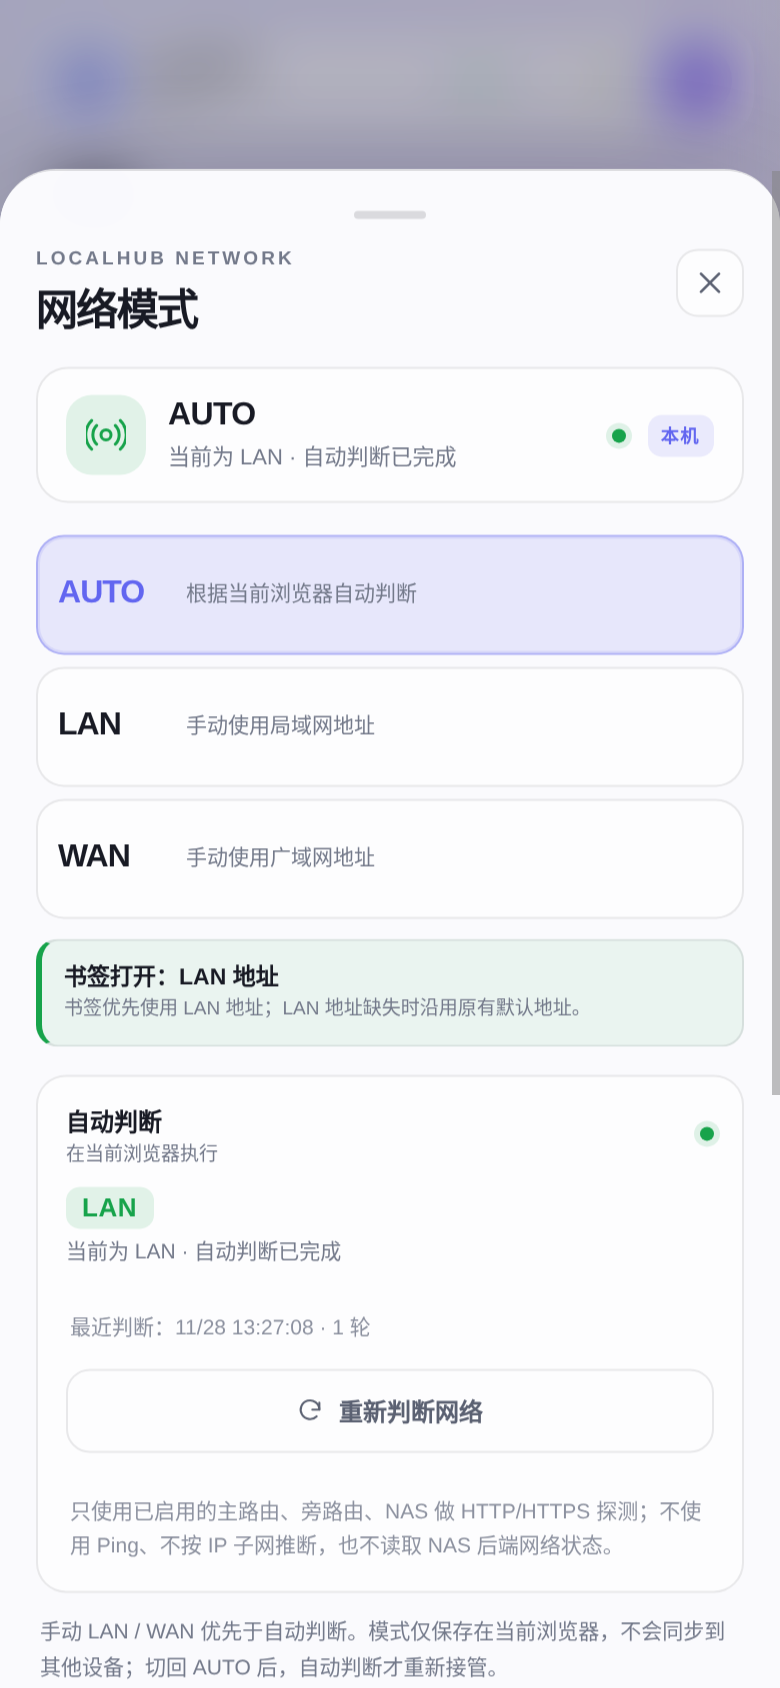 LOCALHUB NETWORK
网络模式
AUTO
当前为 LAN · 自动判断已完成
本机
AUTO
根据当前浏览器自动判断
LAN
手动使用局域网地址
WAN
手动使用广域网地址
书签打开：LAN 地址
书签优先使用 LAN 地址；LAN 地址缺失时沿用原有默认地址。
自动判断
在当前浏览器执行
LAN
当前为 LAN · 自动判断已完成
最近判断：11/28 13:27:08 · 1 轮
重新判断网络
只使用已启用的主路由、旁路由、NAS 做 HTTP/HTTPS 探测；不使
用 Ping、不按 IP 子网推断，也不读取 NAS 后端网络状态。
手动 LAN / WAN 优先于自动判断。模式仅保存在当前浏览器，不会同步到
其他设备；切回 AUTO 后，自动判断才重新接管。